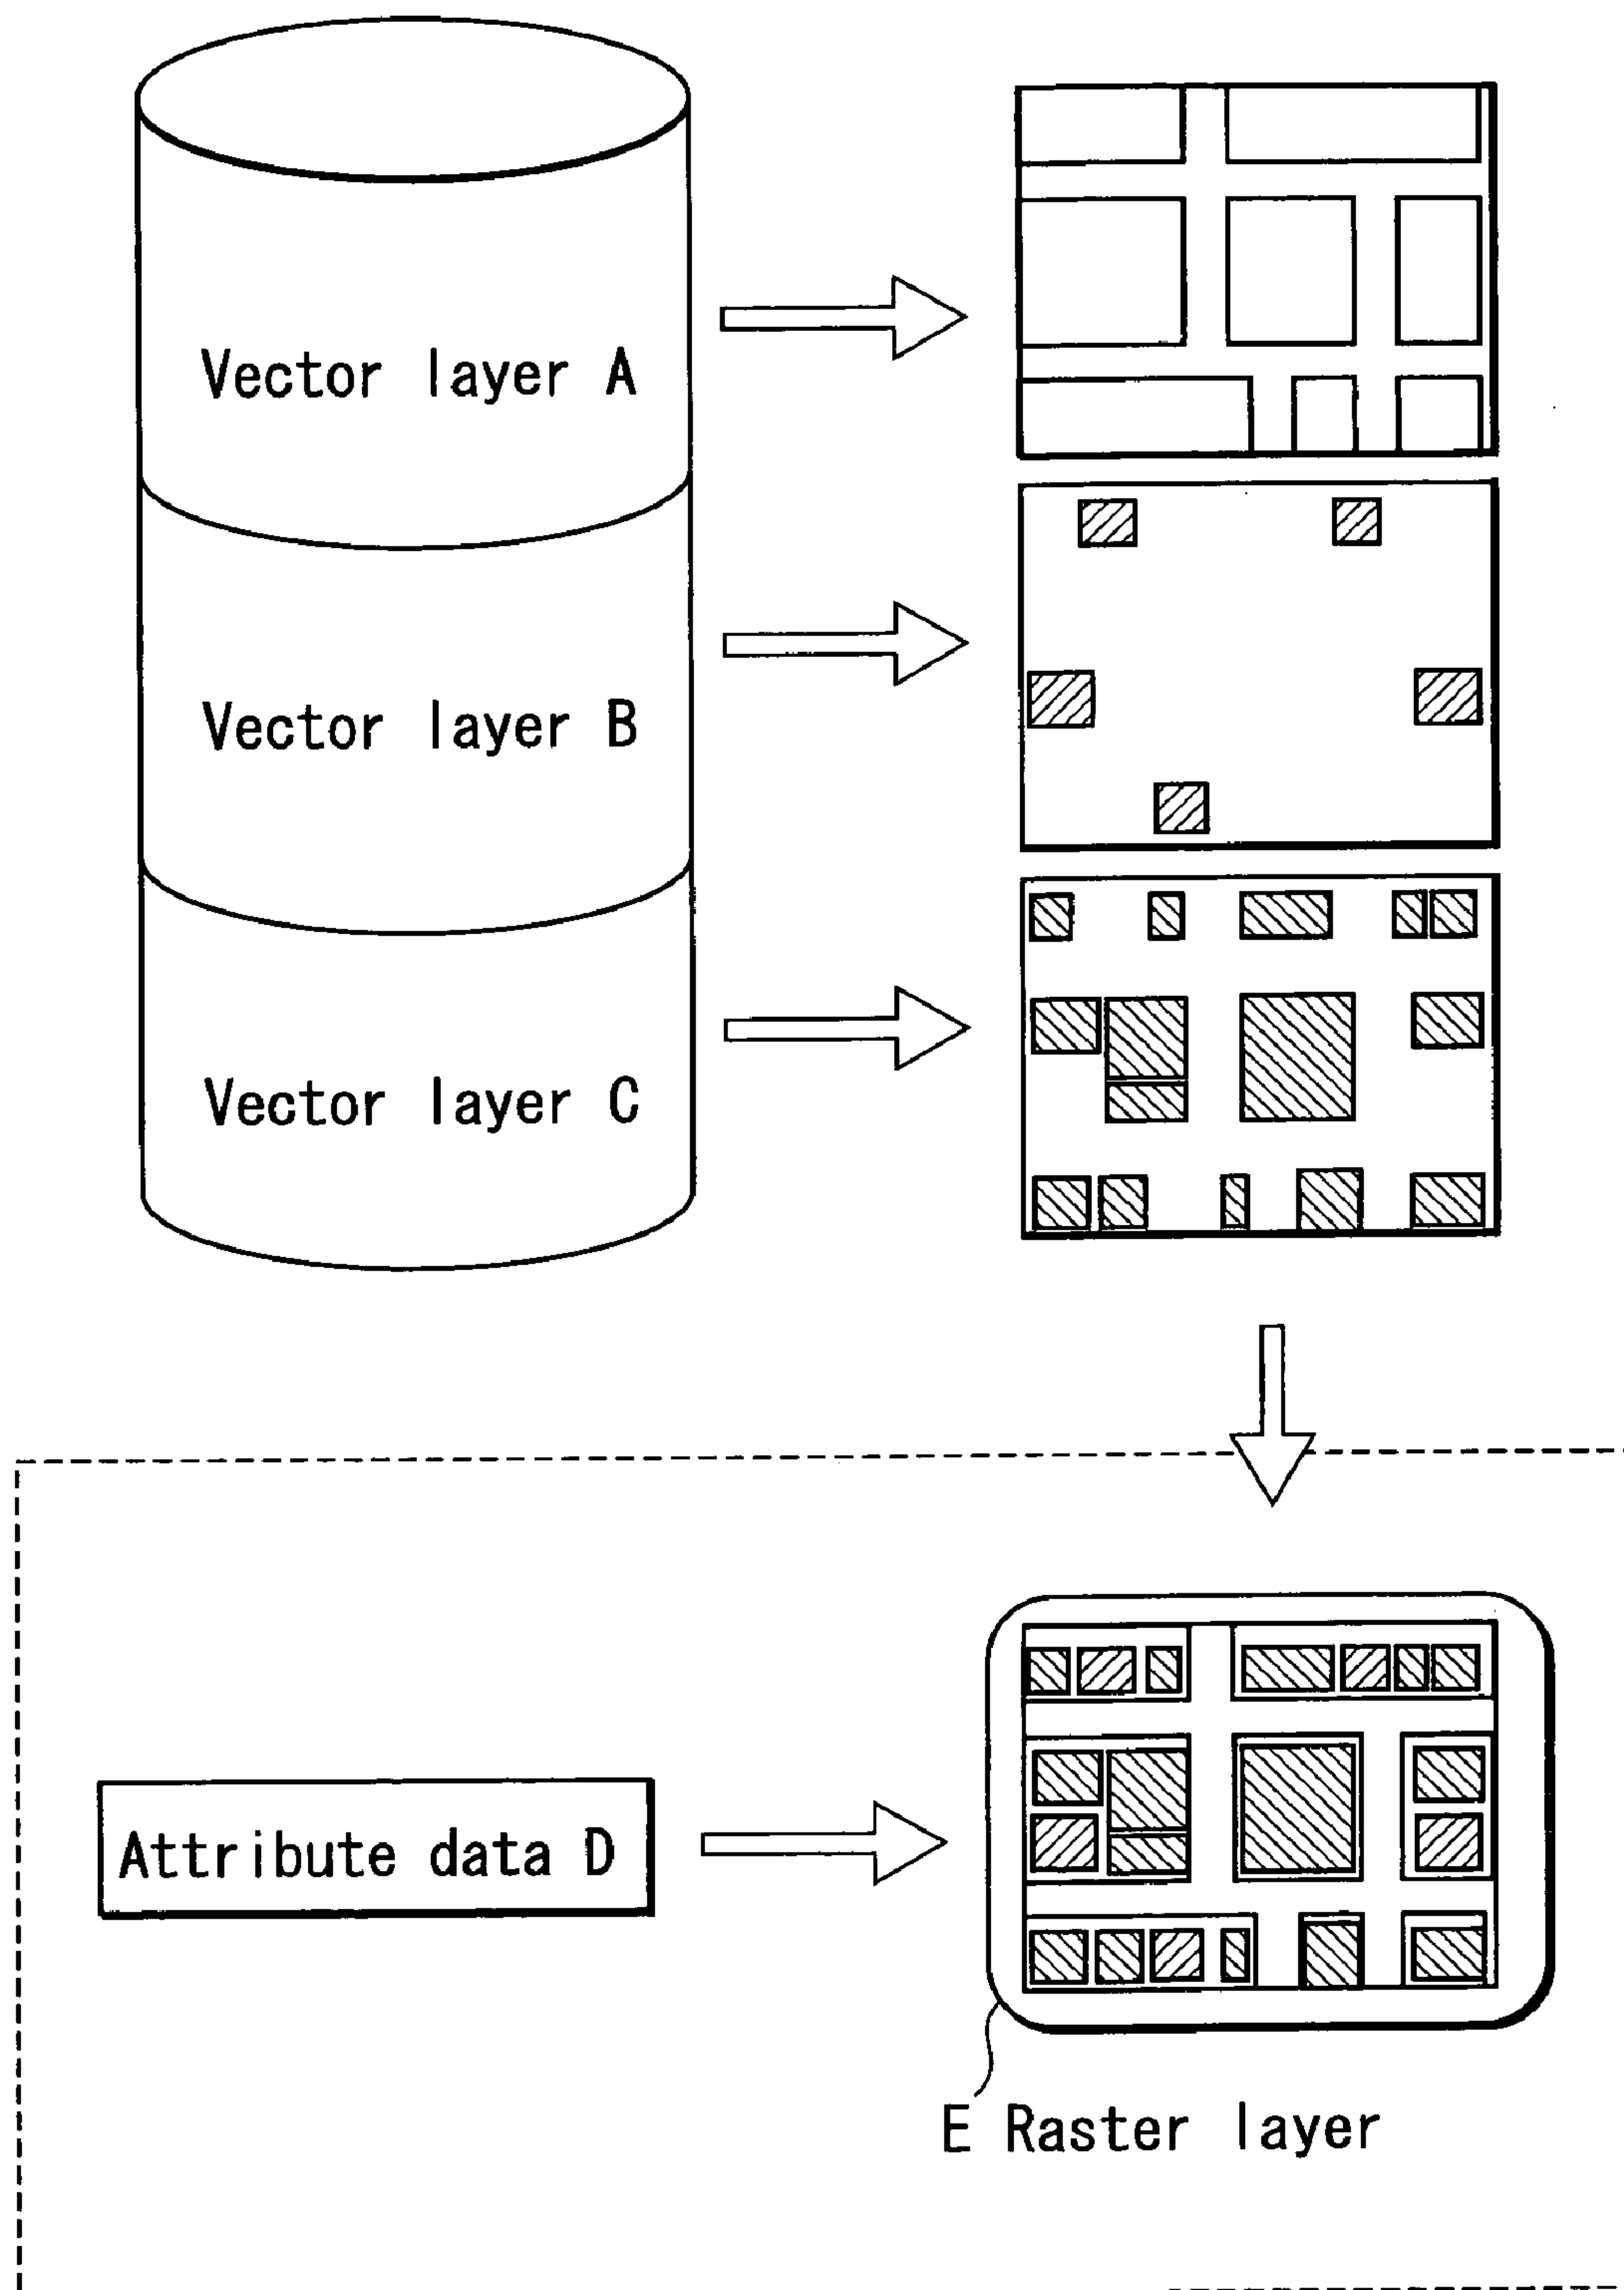 Vector layer A
Vector layer B
Vector layer C
Attribute data D
E Raster layer